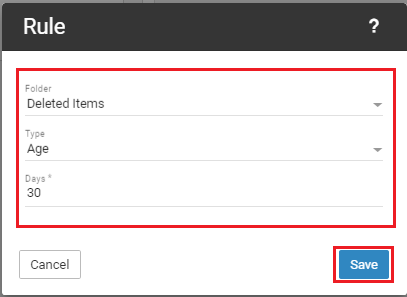 Rule ?
Folder
Deleted Items
Type
Age
Days *
30
Cancel Save